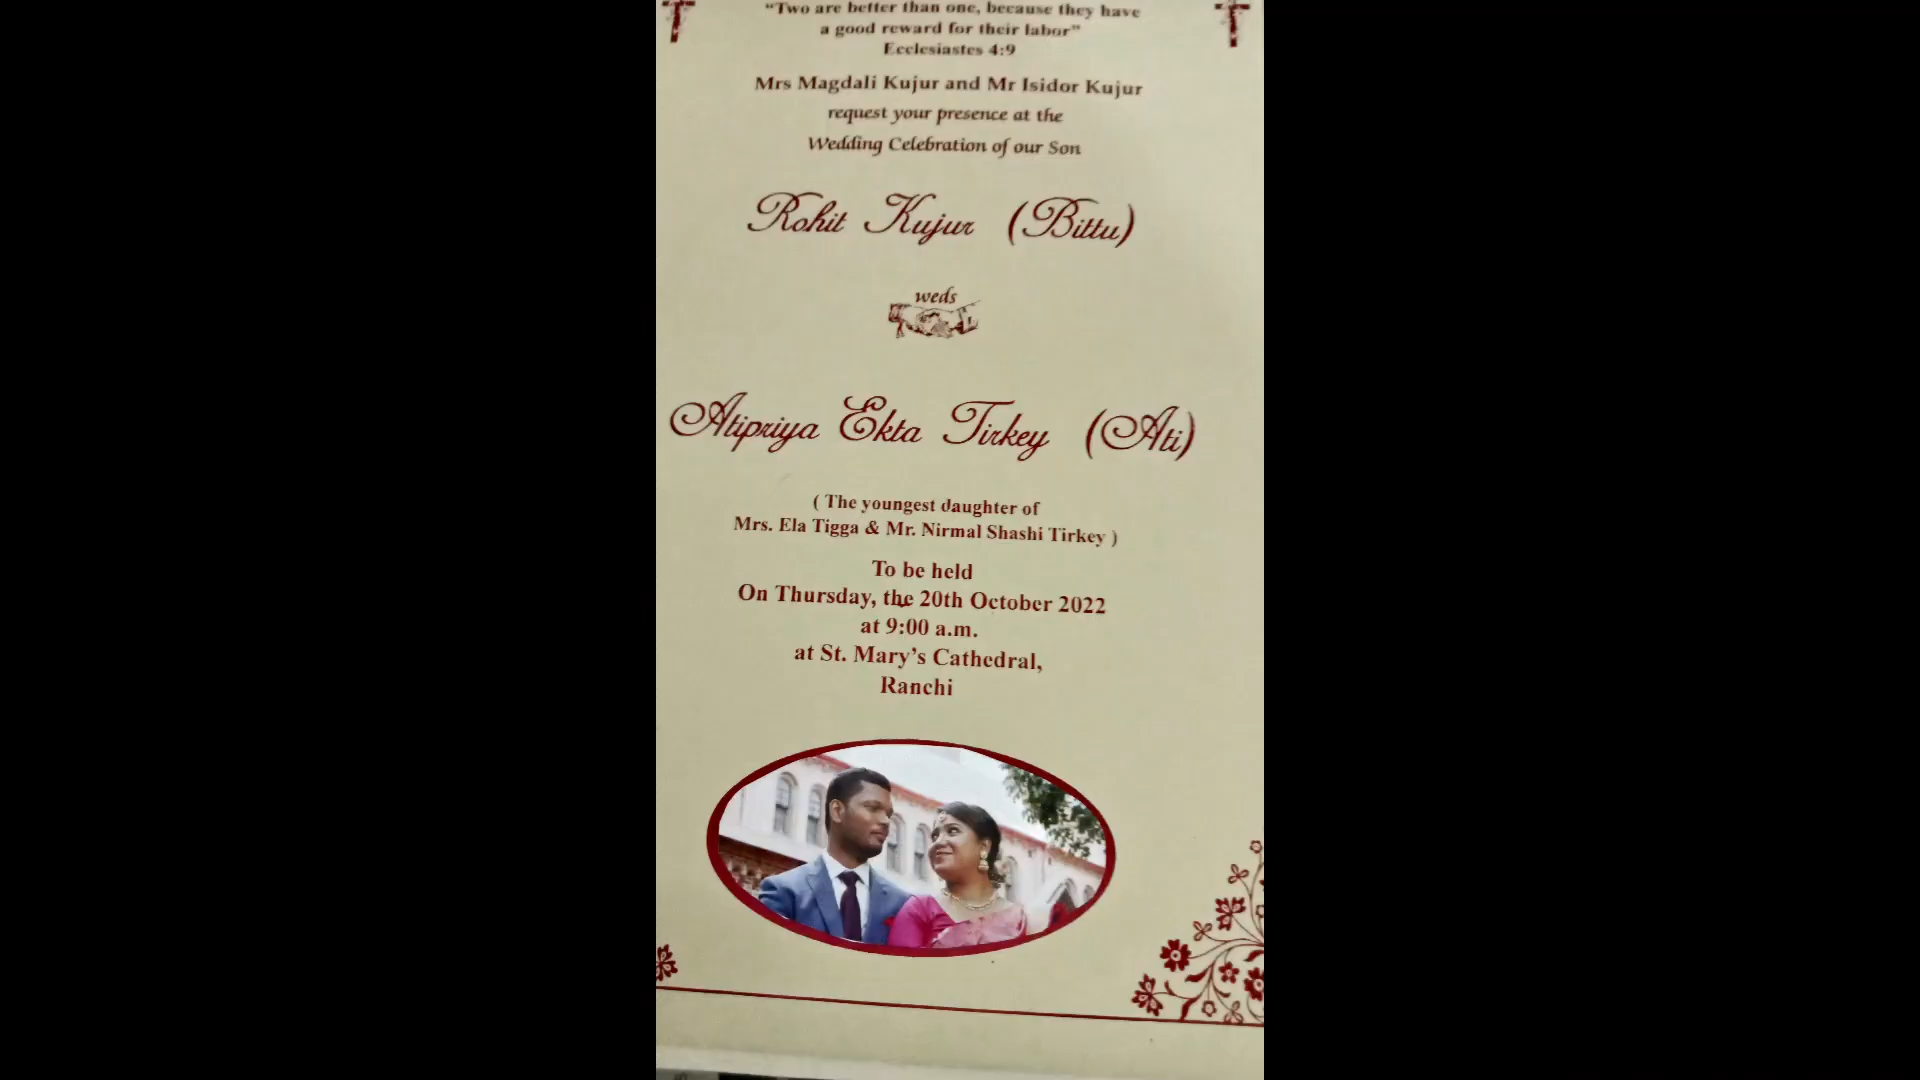 “Two are better than one, because they have
a good reward for their labor”
Ecclesiastes 4:9
Mrs Magdali Kujur and Mr Isidor Kujur
request your presence at the
Wedding Celebration of our Son
Rohit Kujur (Bittu)
weds
Atipriya Ekta Tirkey (Ati)
( The youngest daughter of
Mrs. Ela Tigga & Mr. Nirmal Shashi Tirkey )
To be held
On Thursday, the 20th October 2022
at 9:00 a.m.
at St. Mary’s Cathedral,
Ranchi